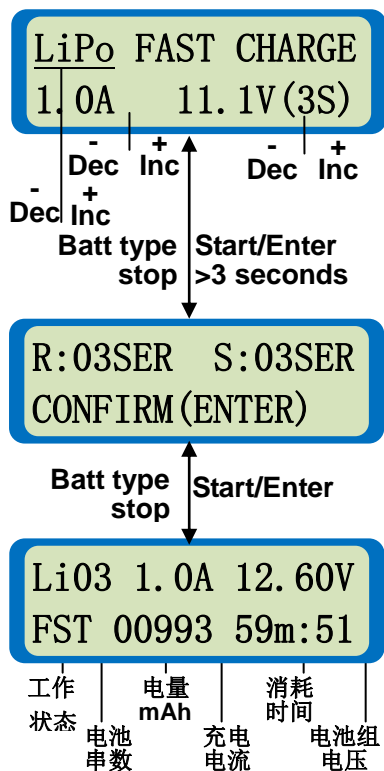 LiPo FAST CHARGE
1.0A 11.1V(3S)
- + - +
Dec Inc Dec Inc
- +
Dec Inc
Batt type Start/Enter
stop >3 seconds
R:03SER S:03SER
CONFIRM(ENTER)
Batt type Start/Enter
stop
Li03 1.0A 12.60V
FST 00993 59m:51
工作 电量 消耗
状态 mAh 时间
电池 充电 电池组
串数 电流 电压